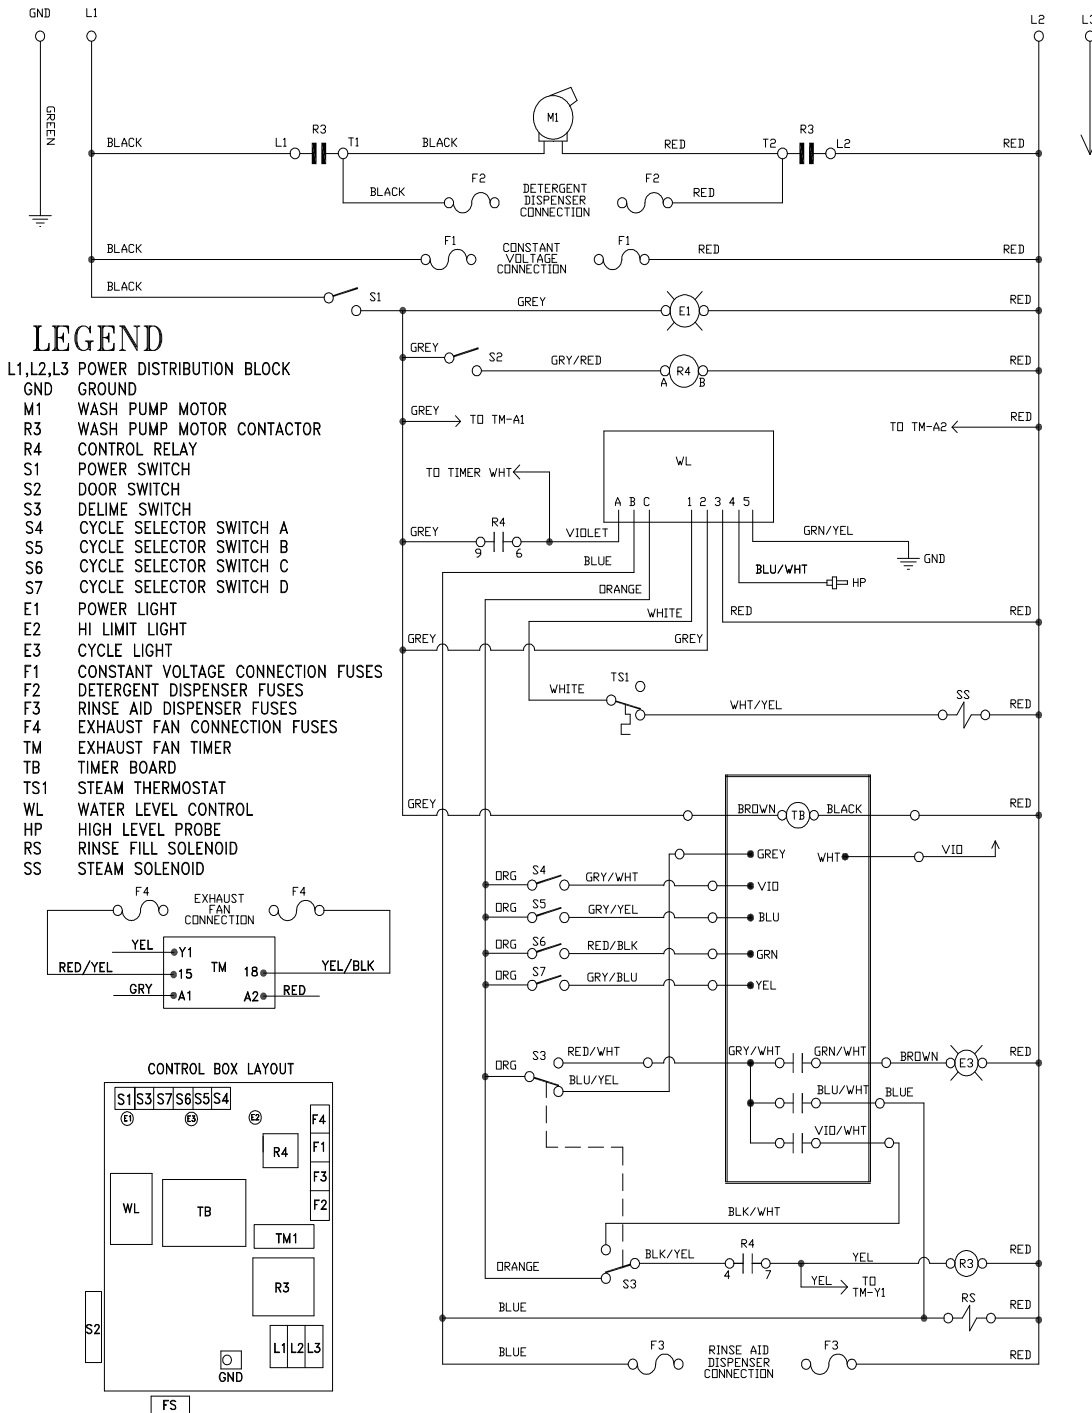 GND L1 L2 L3
GREEN
M1
BLACK L1 R3 T1 BLACK RED T2 R3 L2 RED
BLACK F2 DETERGENT DISPENSER CONNECTION F2 RED
BLACK F1 CONSTANT VOLTAGE CONNECTION F1 RED RED
BLACK S1 GREY E1 RED
GREY S2 GRY/RED A R4 B RED
GREY TO TM-A1 TO TM-A2 RED
WL
TO TIMER WHT A B C 1 2 3 4 5
GREY 9 R4 6 VIOLET GRN/YEL
BLUE BLU/WHT GND
ORANGE HP
WHITE RED RED
GREY GREY
WHITE TS1 WHT/YEL SS RED
GREY BROWN TB BLACK RED
GREY WHT VIO
ORG S4 GRY/WHT VIO
ORG S5 GRY/YEL BLU
ORG S6 RED/BLK GRN
ORG S7 GRY/BLU YEL
ORG S3 RED/WHT GRY/WHT GRN/WHT BROWN E3 RED
BLU/YEL BLU/WHT BLUE
VIO/WHT
BLK/WHT
ORANGE S3 BLK/YEL 4 R4 7 YEL R3 RED
YEL TO TM-Y1
BLUE RS RED
BLUE F3 RINSE AID DISPENSER CONNECTION F3 RED
LEGEND
L1,L2,L3 POWER DISTRIBUTION BLOCK
GND GROUND
M1 WASH PUMP MOTOR
R3 WASH PUMP MOTOR CONTACTOR
R4 CONTROL RELAY
S1 POWER SWITCH
S2 DOOR SWITCH
S3 DELIME SWITCH
S4 CYCLE SELECTOR SWITCH A
S5 CYCLE SELECTOR SWITCH B
S6 CYCLE SELECTOR SWITCH C
S7 CYCLE SELECTOR SWITCH D
E1 POWER LIGHT
E2 HI LIMIT LIGHT
E3 CYCLE LIGHT
F1 CONSTANT VOLTAGE CONNECTION FUSES
F2 DETERGENT DISPENSER FUSES
F3 RINSE AID DISPENSER FUSES
F4 EXHAUST FAN CONNECTION FUSES
TM EXHAUST FAN TIMER
TB TIMER BOARD
TS1 STEAM THERMOSTAT
WL WATER LEVEL CONTROL
HP HIGH LEVEL PROBE
RS RINSE FILL SOLENOID
SS STEAM SOLENOID
F4 EXHAUST FAN CONNECTION F4
YEL Y1
RED/YEL 15 TM 18 YEL/BLK
GRY A1 A2 RED
CONTROL BOX LAYOUT
S1 S3 S7 S6 S5 S4
E1 E3 E2 F4
R4 F1
F3
WL TB F2
TM1
R3
S2 L1 L2 L3
GND
FS